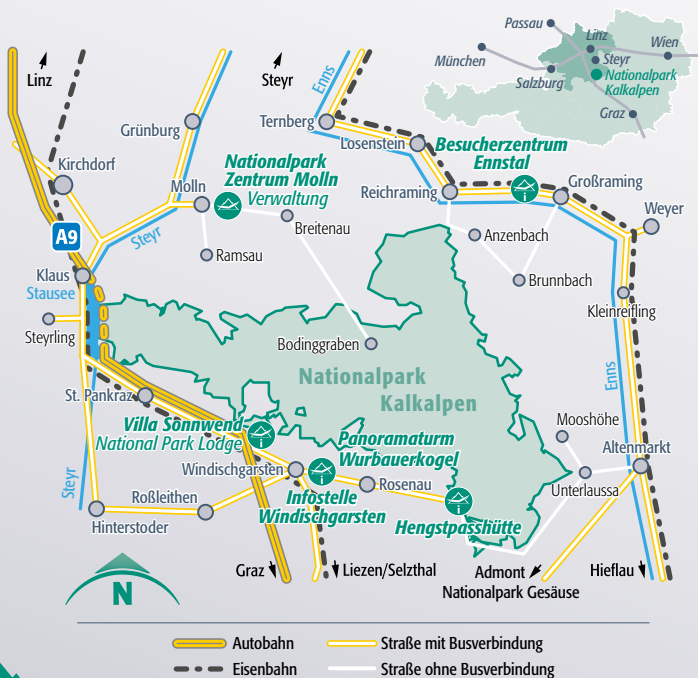 Passau
Linz
Wien
München
Steyr
Salzburg
Nationalpark
Kalkalpen
Graz
Linz
Steyr
Enns
Ternberg
Grünburg
Losenstein
Besucherzentrum
Ennstal
Kirchdorf
Nationalpark
Zentrum Molln
Verwaltung
Molln
Reichraming
Großraming
Weyer
A9
Steyr
Breitenau
Anzenbach
Ramsau
Klaus
Stausee
Brunnbach
Kleinreifling
Steyrling
Bodinggraben
Nationalpark
Kalkalpen
Enns
St. Pankraz
Villa Sonnwend
National Park Lodge
Panoramaturm
Wurbauerkogel
Mooshöhe
Altenmarkt
Windischgarsten
Steyr
Rosenau
Unterlaussa
Roßleithen
Infostelle
Windischgarsten
Hinterstoder
Hengstpasshütte
Graz
Liezen/Selzthal
Admont
Nationalpark Gesäuse
Hieflau
N
Autobahn
Straße mit Busverbindung
Eisenbahn
Straße ohne Busverbindung